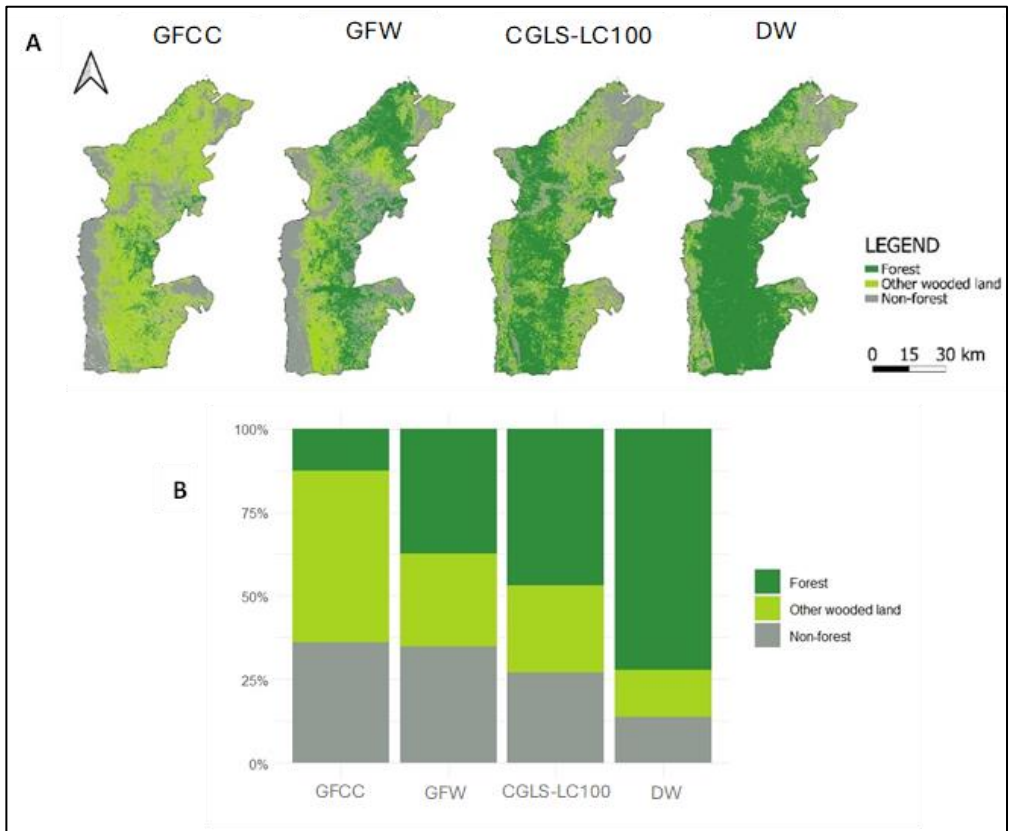 A
GFCC
GFW
CGLS-LC100
DW
LEGEND
Forest
Other wooded land
Non-forest
0 15 30 km
B
100%
75%
50%
25%
0%
GFCC
GFW
CGLS-LC100
DW
Forest
Other wooded land
Non-forest